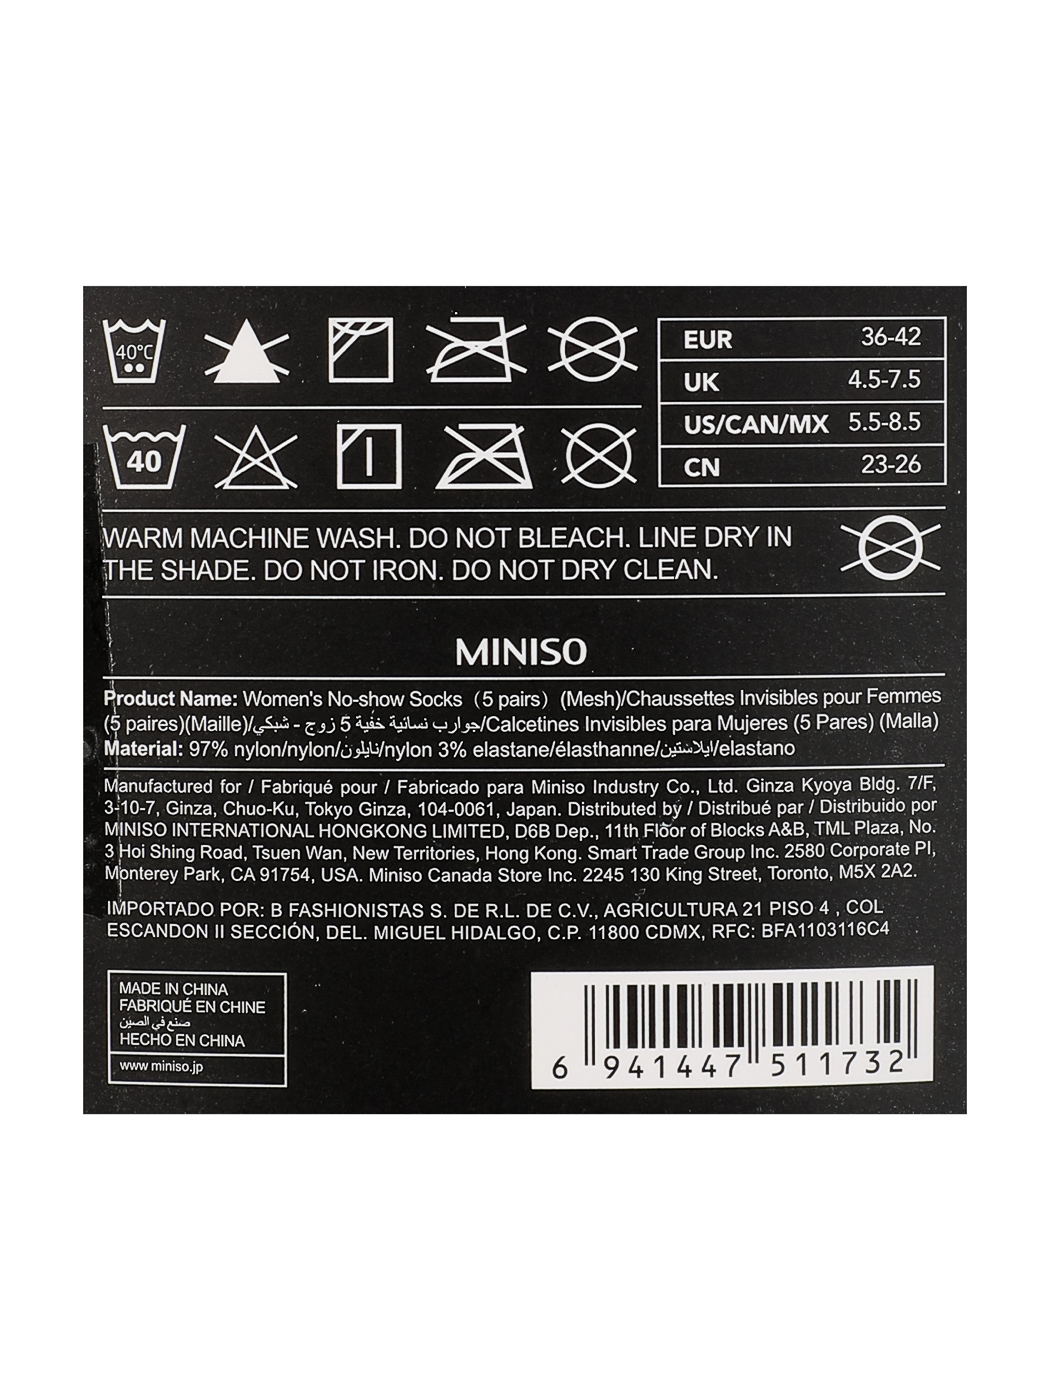 40°C
40
EUR 36-42
UK 4.5-7.5
US/CAN/MX 5.5-8.5
CN 23-26
WARM MACHINE WASH. DO NOT BLEACH. LINE DRY IN
THE SHADE. DO NOT IRON. DO NOT DRY CLEAN.
MINISO
Product Name: Women's No-show Socks（5 pairs）(Mesh)/Chaussettes Invisibles pour Femmes
(5 paires)(Maille)/جوارب نسائية خفية 5 زوج - شبكي/Calcetines Invisibles para Mujeres (5 Pares) (Malla)
Material: 97% nylon/nylon/نايلون/nylon 3% elastane/élasthanne/ايلاستين/elastano
Manufactured for / Fabriqué pour / Fabricado para Miniso Industry Co., Ltd. Ginza Kyoya Bldg. 7/F,
3-10-7, Ginza, Chuo-Ku, Tokyo Ginza, 104-0061, Japan. Distributed by / Distribué par / Distribuido por
MINISO INTERNATIONAL HONGKONG LIMITED, D6B Dep., 11th Floor of Blocks A&B, TML Plaza, No.
3 Hoi Shing Road, Tsuen Wan, New Territories, Hong Kong. Smart Trade Group Inc. 2580 Corporate Pl,
Monterey Park, CA 91754, USA. Miniso Canada Store Inc. 2245 130 King Street, Toronto, M5X 2A2.
IMPORTADO POR: B FASHIONISTAS S. DE R.L. DE C.V., AGRICULTURA 21 PISO 4 , COL
ESCANDON II SECCIÓN, DEL. MIGUEL HIDALGO, C.P. 11800 CDMX, RFC: BFA1103116C4
MADE IN CHINA
FABRIQUÉ EN CHINE
صنع في الصين
HECHO EN CHINA
www.miniso.jp
6 941447 511732